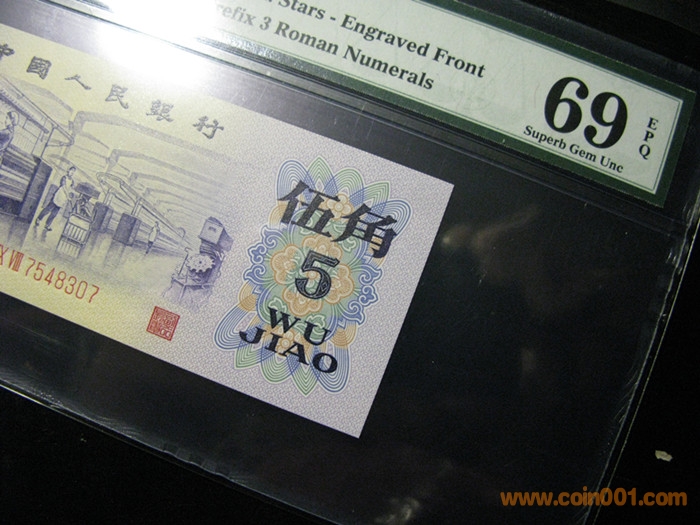 Stars - Engraved Front
refix 3 Roman Numerals
69
EPQ
Superb Gem Unc
中國人民銀行
伍角
5
WU
JIAO
X VIII 7548307
www.coin001.com